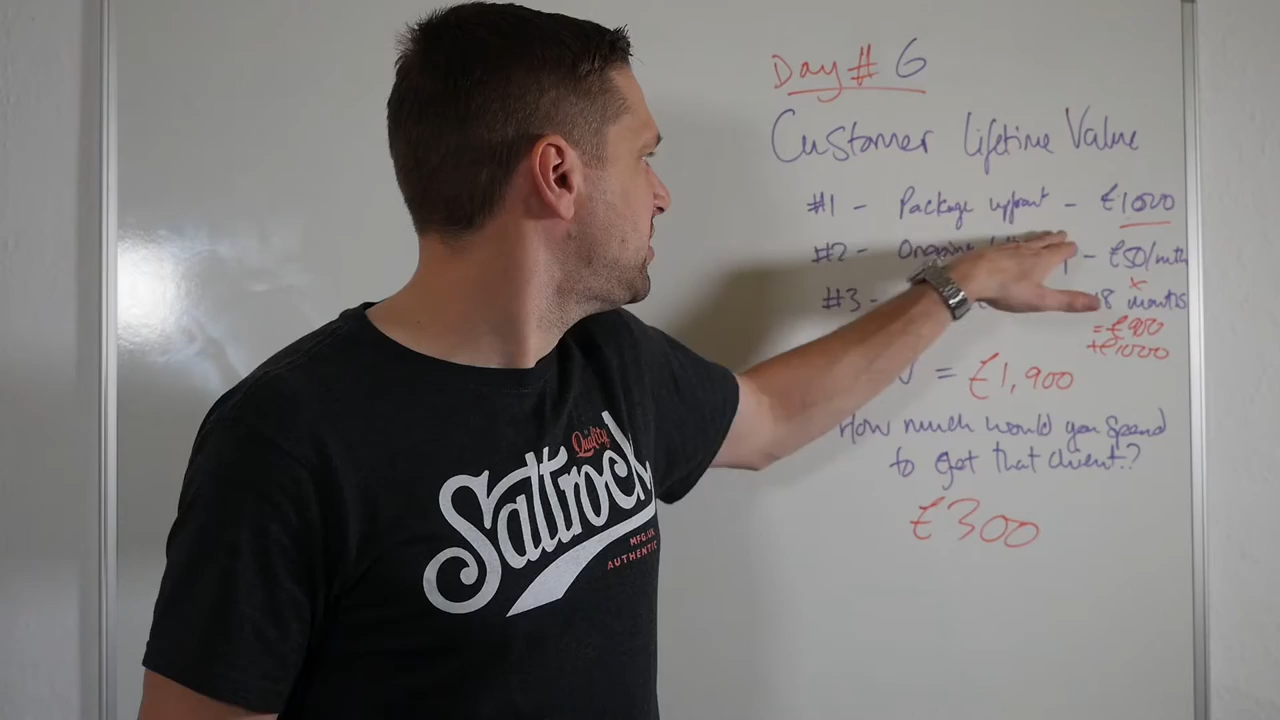 Day # 6
Customer Lifetime Value
#1 - Package upfront - £1000
#2 - Ongoing - £50/mth
x
#3 - 18 months
= £900
+ £1000
= £1,900
How much would you spend
to get that client?
£300
Quality
Saltrock
MFG.UK
AUTHENTIC